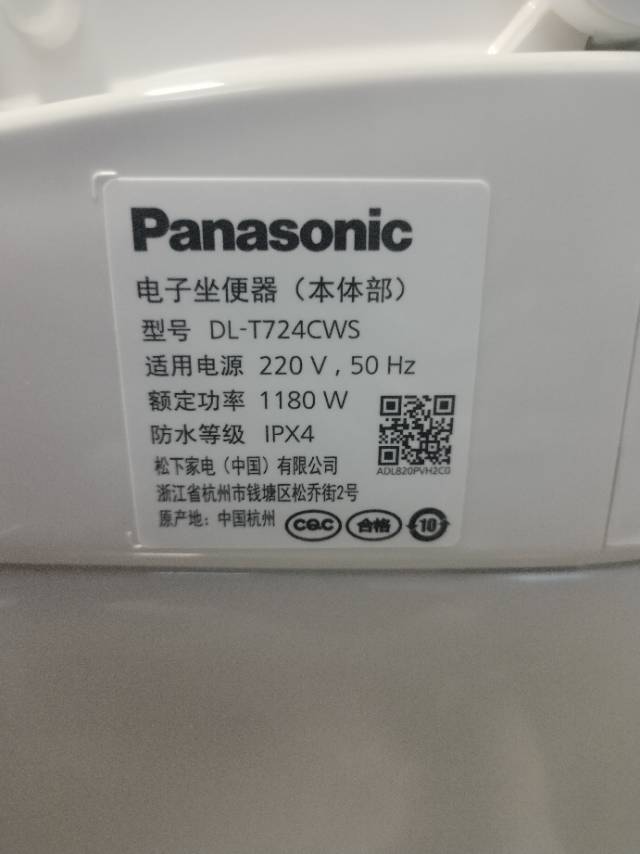 Panasonic
电子坐便器（本体部）
型号 DL-T724CWS
适用电源 220 V , 50 Hz
额定功率 1180 W
防水等级 IPX4
ADL820PVH2C0
松下家电（中国）有限公司
浙江省杭州市钱塘区松乔街2号
原产地：中国杭州
CQC 合格 10